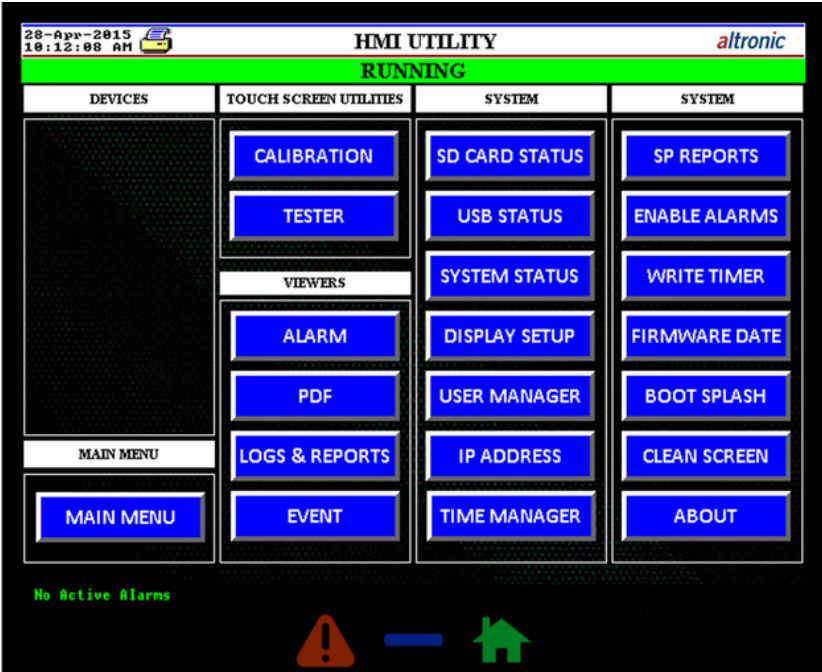 28-Apr-2015
10:12:08 AM
HMI UTILITY
altronic
RUNNING
DEVICES
TOUCH SCREEN UTILITIES
SYSTEM
SYSTEM
CALIBRATION
SD CARD STATUS
SP REPORTS
TESTER
USB STATUS
ENABLE ALARMS
VIEWERS
SYSTEM STATUS
WRITE TIMER
ALARM
DISPLAY SETUP
FIRMWARE DATE
PDF
USER MANAGER
BOOT SPLASH
MAIN MENU
LOGS & REPORTS
IP ADDRESS
CLEAN SCREEN
MAIN MENU
EVENT
TIME MANAGER
ABOUT
No Active Alarms